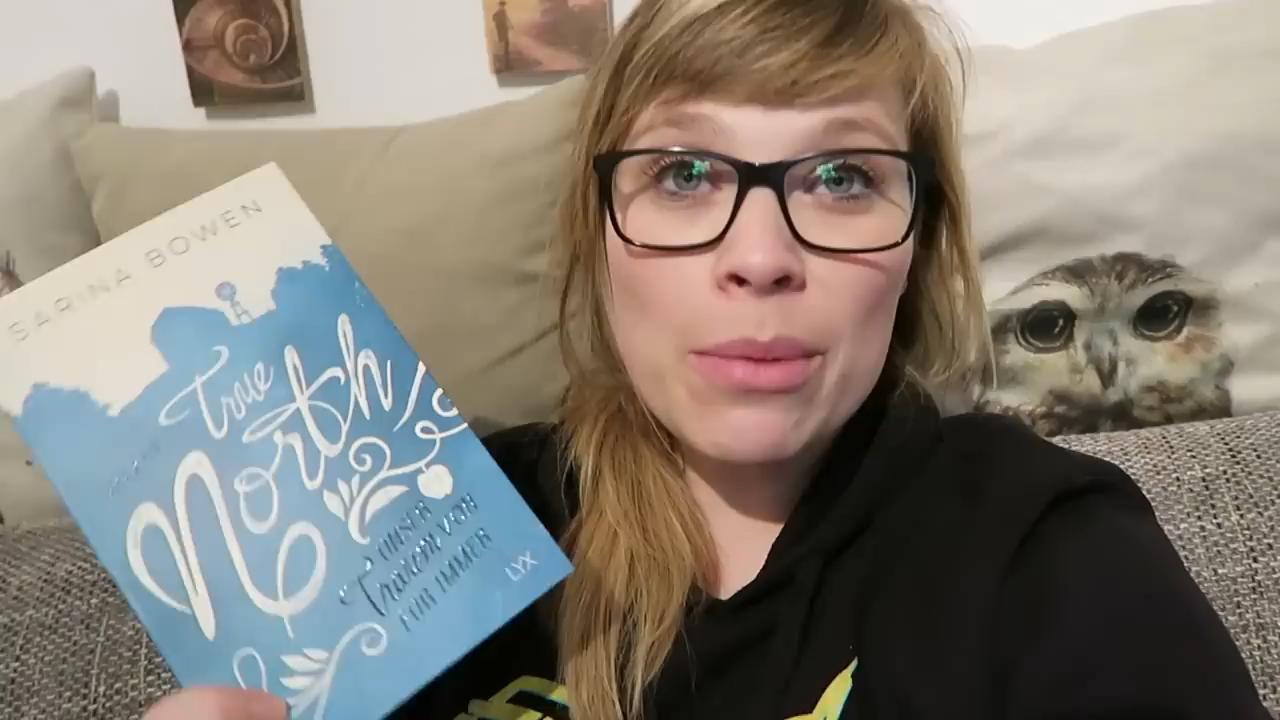 SARINA BOWEN
True
North
UNSER
Traum VON
FÜR IMMER
LYX